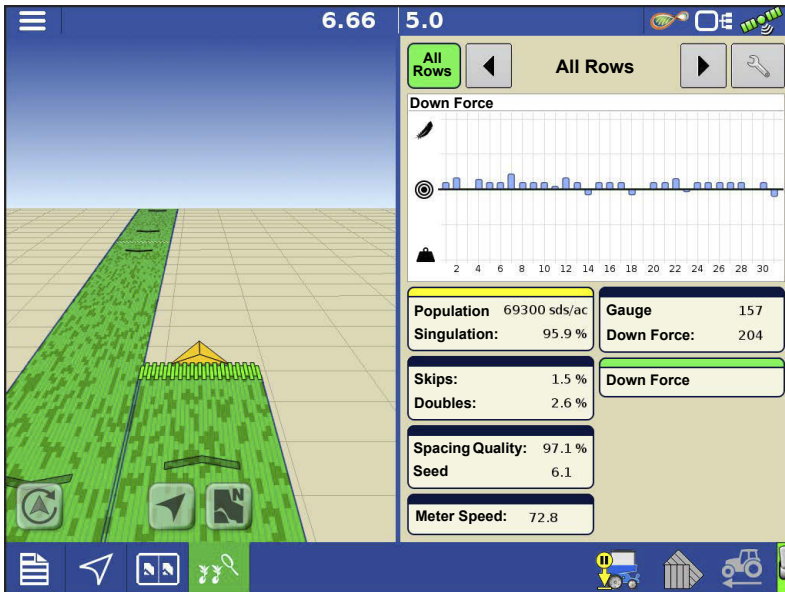 6.66 5.0
All Rows
All Rows
Down Force
2 4 6 8 10 12 14 16 18 20 22 24 26 28 30
Population 69300 sds/ac
Singulation: 95.9 %
Gauge 157
Down Force: 204
Skips: 1.5 %
Doubles: 2.6 %
Down Force
Spacing Quality: 97.1 %
Seed 6.1
Meter Speed: 72.8
N